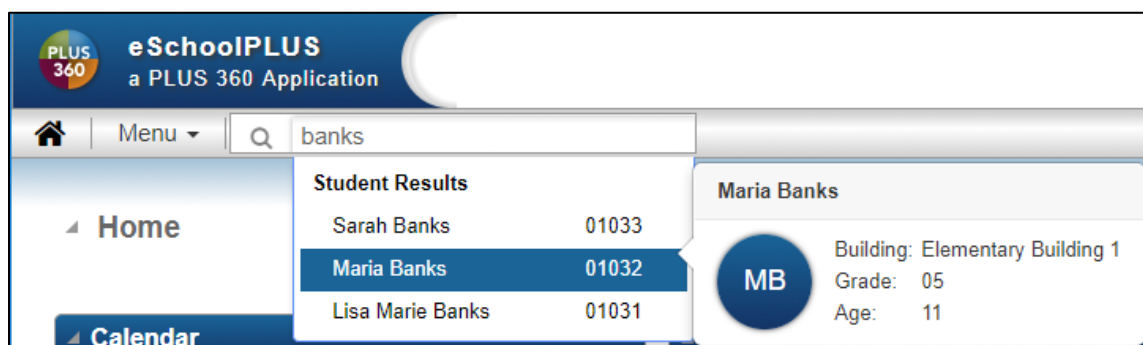 PLUS
360
eSchoolPLUS
a PLUS 360 Application
Menu
banks
Student Results
Sarah Banks 01033
Maria Banks 01032
Lisa Marie Banks 01031
Home
Calendar
Maria Banks
MB
Building: Elementary Building 1
Grade: 05
Age: 11